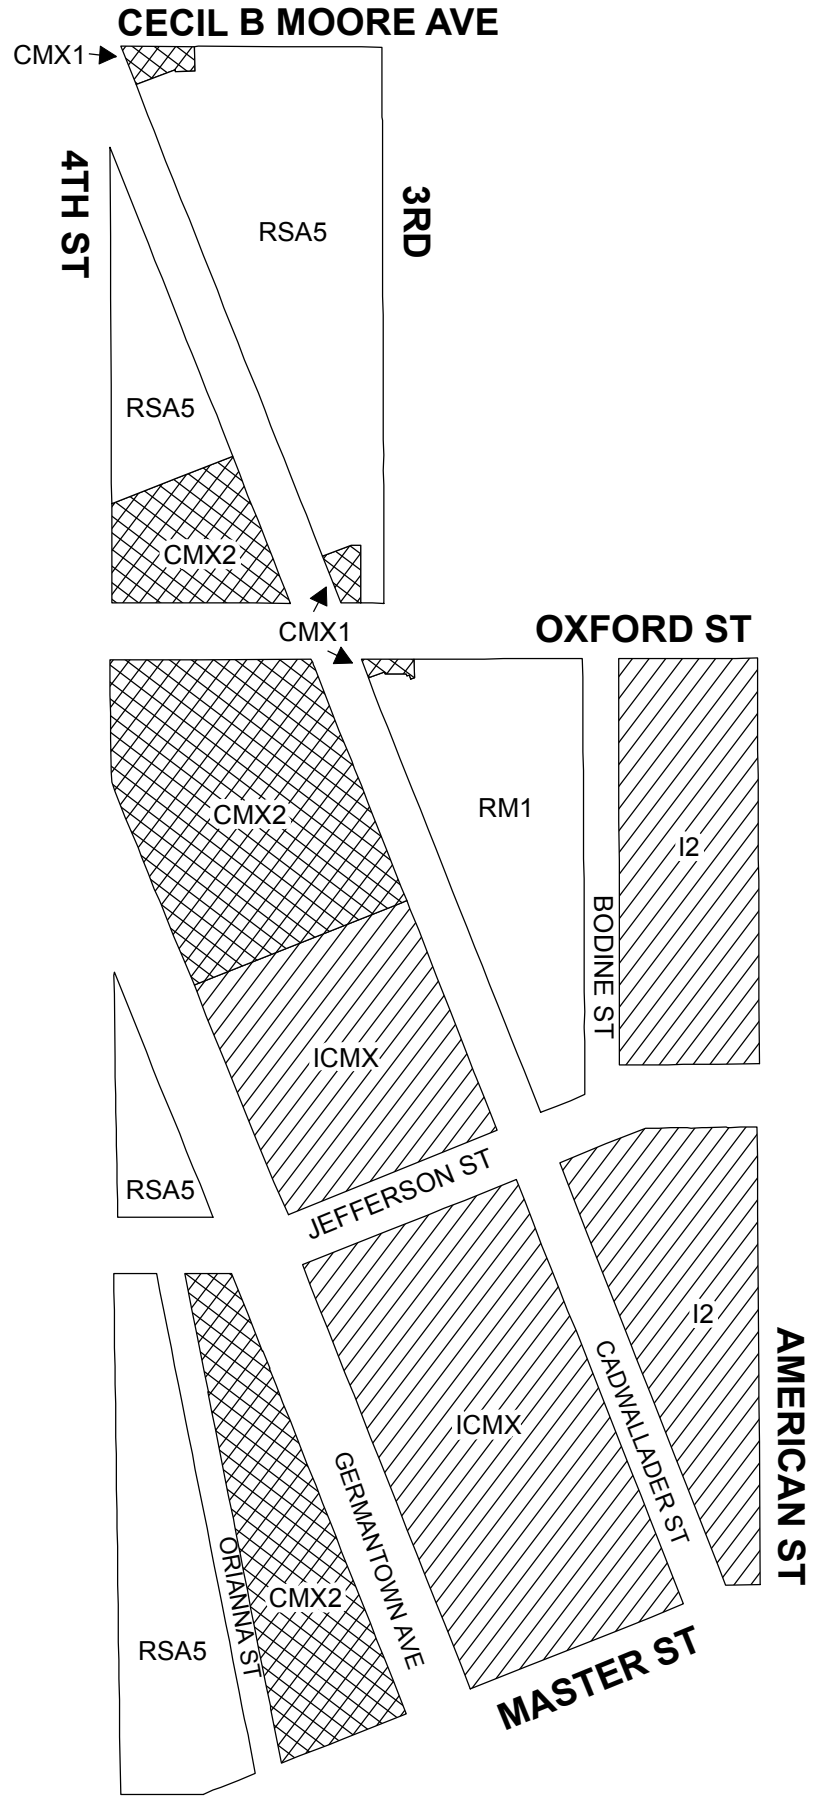 CECIL B MOORE AVE
CMX1
4TH ST
3RD
RSA5
RSA5
CMX2
CMX1
OXFORD ST
CMX2
RM1
I2
BODINE ST
ICMX
JEFFERSON ST
RSA5
I2
CADWALLADER ST
AMERICAN ST
ICMX
GERMANTOWN AVE
ORIANNA ST
CMX2
RSA5
MASTER ST